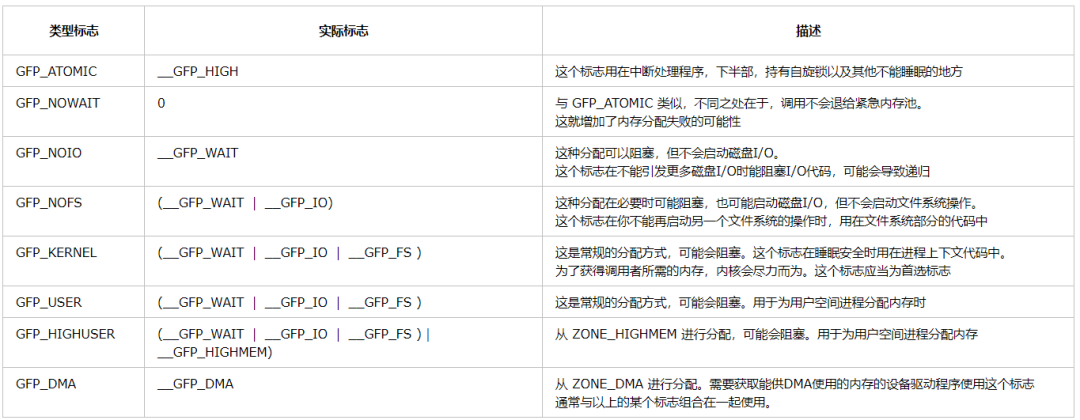 类型标志 实际标志 描述
GFP_ATOMIC __GFP_HIGH 这个标志用在中断处理程序，下半部，持有自旋锁以及其他不能睡眠的地方
GFP_NOWAIT 0 与 GFP_ATOMIC 类似，不同之处在于，调用不会退给紧急内存池。
这就增加了内存分配失败的可能性
GFP_NOIO __GFP_WAIT 这种分配可以阻塞，但不会启动磁盘I/O。
这个标志在不能引发更多磁盘I/O时能阻塞I/O代码，可能会导致递归
GFP_NOFS (__GFP_WAIT | __GFP_IO) 这种分配在必要时可能阻塞，也可能启动磁盘I/O，但不会启动文件系统操作。
这个标志在你不能再启动另一个文件系统的操作时，用在文件系统部分的代码中
GFP_KERNEL (__GFP_WAIT | __GFP_IO | __GFP_FS ) 这是常规的分配方式，可能会阻塞。这个标志在睡眠安全时用在进程上下文代码中。
为了获得调用者所需的内存，内核会尽力而为。这个标志应当为首选标志
GFP_USER (__GFP_WAIT | __GFP_IO | __GFP_FS ) 这是常规的分配方式，可能会阻塞。用于为用户空间进程分配内存时
GFP_HIGHUSER (__GFP_WAIT | __GFP_IO | __GFP_FS ) | 从 ZONE_HIGHMEM 进行分配，可能会阻塞。用于为用户空间进程分配内存
__GFP_HIGHMEM)
GFP_DMA __GFP_DMA 从 ZONE_DMA 进行分配。需要获取能供DMA使用的内存的设备驱动程序使用这个标志
通常与以上的某个标志组合在一起使用。